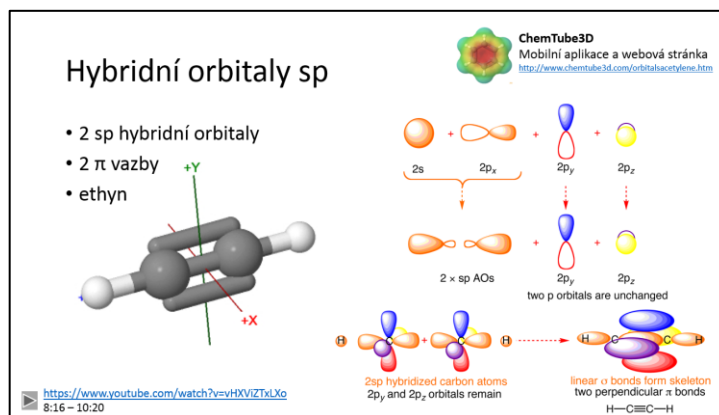 Hybridní orbitaly sp
ChemTube3D
Mobilní aplikace a webová stránka
http://www.chemtube3d.com/orbitalsacetylene.htm
• 2 sp hybridní orbitaly
• 2 π vazby
• ethyn
+Y
+X
+ + +
2s 2px 2py 2pz
+ +
2 × sp AOs 2py 2pz
two p orbitals are unchanged
H C + C H H C C H
2sp hybridized carbon atoms
2py and 2pz orbitals remain
linear σ bonds form skeleton
two perpendicular π bonds
H—C≡C—H
https://www.youtube.com/watch?v=vHXViZTxLXo
8:16 – 10:20